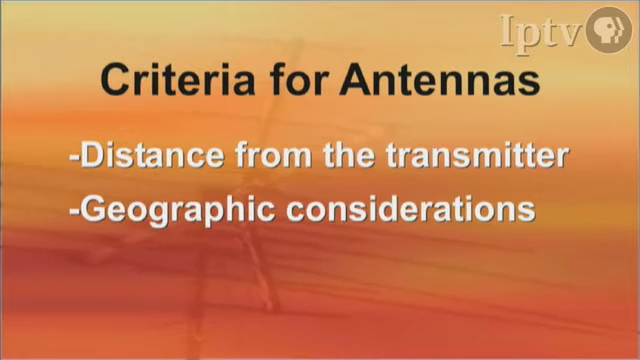 Iptv
Criteria for Antennas
-Distance from the transmitter
-Geographic considerations